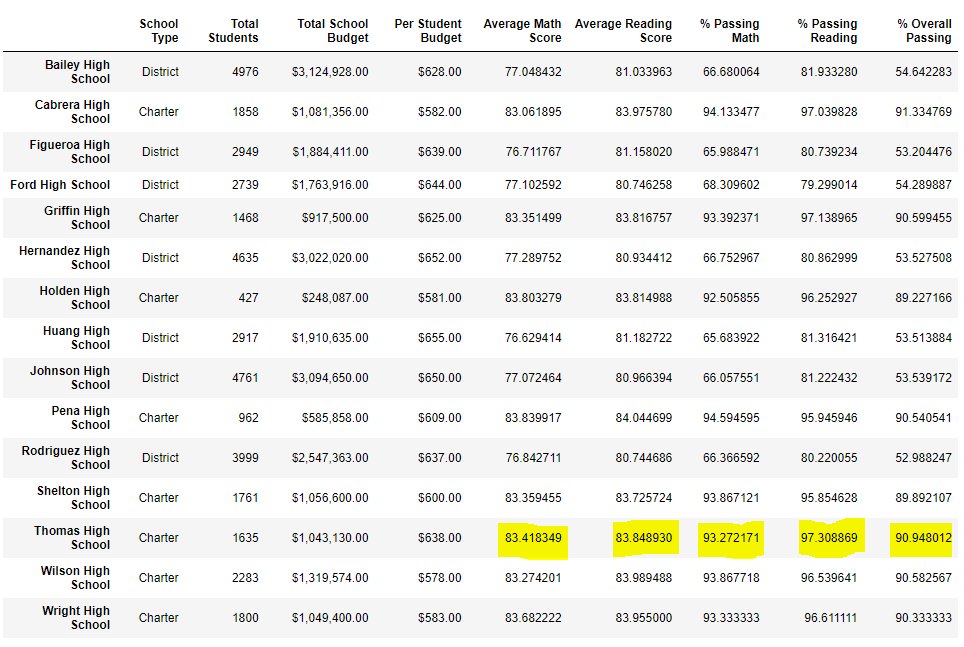 School Type Total Students Total School Budget Per Student Budget Average Math Score Average Reading Score % Passing Math % Passing Reading % Overall Passing
Bailey High School District 4976 $3,124,928.00 $628.00 77.048432 81.033963 66.680064 81.933280 54.642283
Cabrera High School Charter 1858 $1,081,356.00 $582.00 83.061895 83.975780 94.133477 97.039828 91.334769
Figueroa High School District 2949 $1,884,411.00 $639.00 76.711767 81.158020 65.988471 80.739234 53.204476
Ford High School District 2739 $1,763,916.00 $644.00 77.102592 80.746258 68.309602 79.299014 54.289887
Griffin High School Charter 1468 $917,500.00 $625.00 83.351499 83.816757 93.392371 97.138965 90.599455
Hernandez High School District 4635 $3,022,020.00 $652.00 77.289752 80.934412 66.752967 80.862999 53.527508
Holden High School Charter 427 $248,087.00 $581.00 83.803279 83.814988 92.505855 96.252927 89.227166
Huang High School District 2917 $1,910,635.00 $655.00 76.629414 81.182722 65.683922 81.316421 53.513884
Johnson High School District 4761 $3,094,650.00 $650.00 77.072464 80.966394 66.057551 81.222432 53.539172
Pena High School Charter 962 $585,858.00 $609.00 83.839917 84.044699 94.594595 95.945946 90.540541
Rodriguez High School District 3999 $2,547,363.00 $637.00 76.842711 80.744686 66.366592 80.220055 52.988247
Shelton High School Charter 1761 $1,056,600.00 $600.00 83.359455 83.725724 93.867121 95.854628 89.892107
Thomas High School Charter 1635 $1,043,130.00 $638.00 83.418349 83.848930 93.272171 97.308869 90.948012
Wilson High School Charter 2283 $1,319,574.00 $578.00 83.274201 83.989488 93.867718 96.539641 90.582567
Wright High School Charter 1800 $1,049,400.00 $583.00 83.682222 83.955000 93.333333 96.611111 90.333333